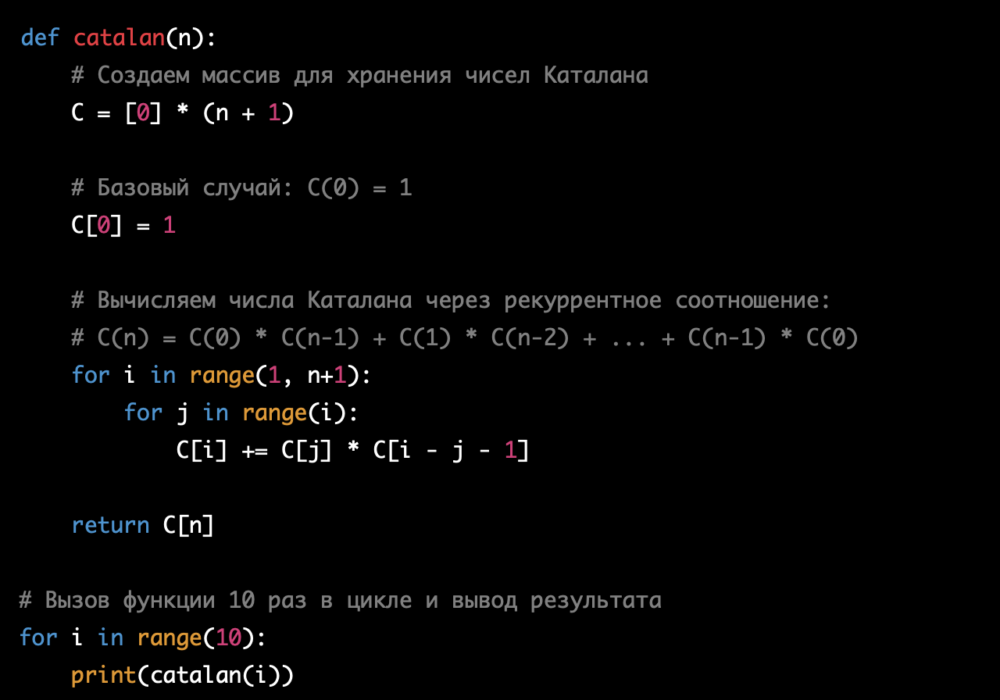 def catalan(n):
    # Создаем массив для хранения чисел Каталана
    C = [0] * (n + 1)

    # Базовый случай: C(0) = 1
    C[0] = 1

    # Вычисляем числа Каталана через рекуррентное соотношение:
    # C(n) = C(0) * C(n-1) + C(1) * C(n-2) + ... + C(n-1) * C(0)
    for i in range(1, n+1):
        for j in range(i):
            C[i] += C[j] * C[i - j - 1]

    return C[n]

# Вызов функции 10 раз в цикле и вывод результата
for i in range(10):
    print(catalan(i))